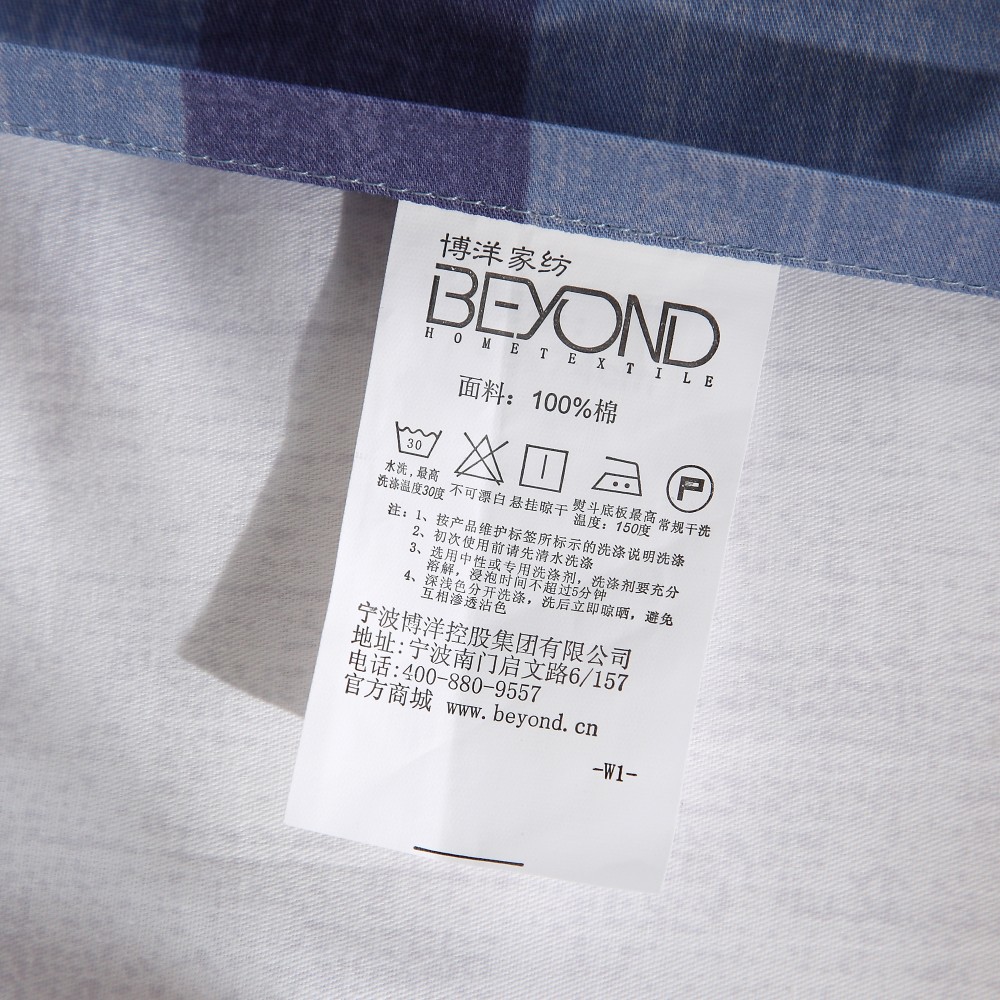 博洋家纺
BEYOND
HOMETEXTILE
面料：100%棉
30
P
水洗，最高
洗涤温度30度
不可漂白
悬挂晾干
熨斗底板最高
温度：150度
常规干洗
注：1、按产品维护标签所标示的洗涤说明洗涤
2、初次使用前请先清水洗涤
3、选用中性或专用洗涤剂，洗涤剂要充分
溶解，浸泡时间不超过5分钟
4、深浅色分开洗涤，洗后立即晾晒，避免
互相渗透沾色
宁波博洋控股集团有限公司
地址：宁波南门启文路6/157
电话：400-880-9557
官方商城 www.beyond.cn
-W1-